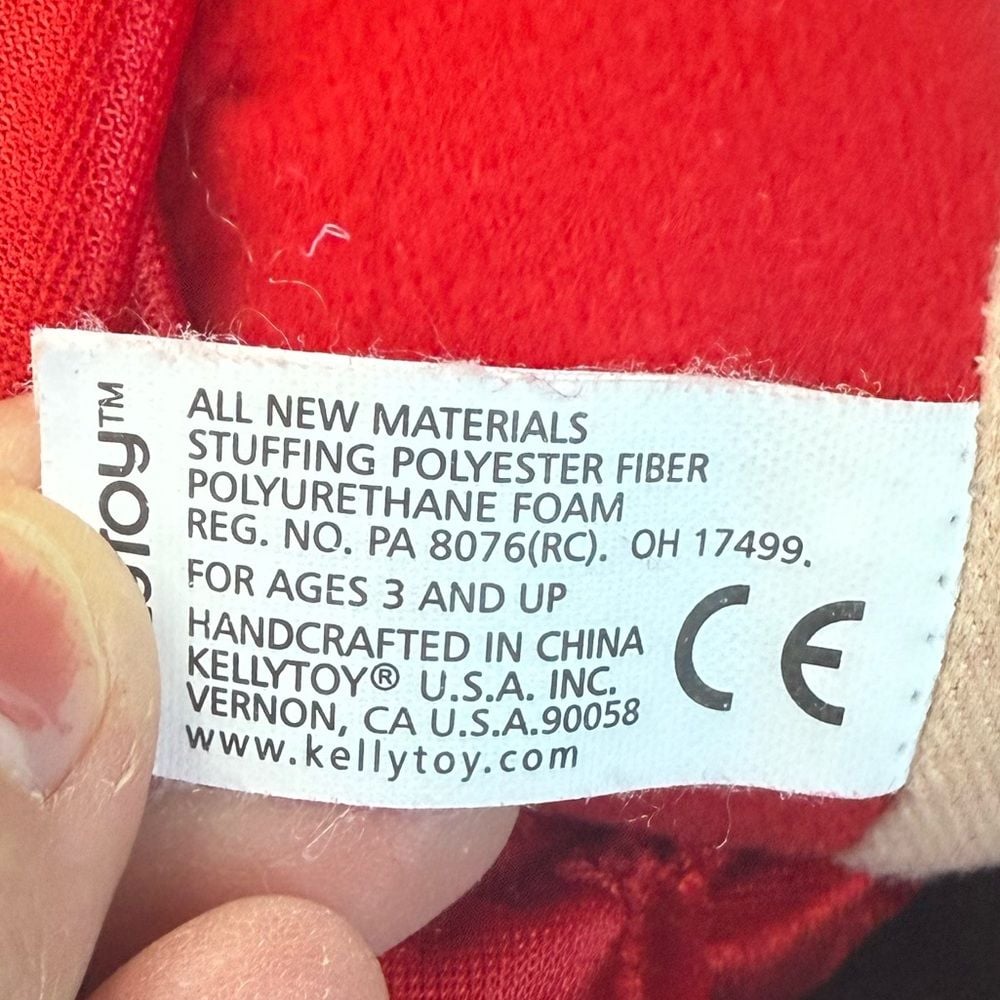 ALL NEW MATERIALS
STUFFING POLYESTER FIBER
POLYURETHANE FOAM
REG. NO. PA 8076(RC). OH 17499.
FOR AGES 3 AND UP
HANDCRAFTED IN CHINA
KELLYTOY® U.S.A. INC.
VERNON, CA U.S.A.90058
www.kellytoy.com
CE